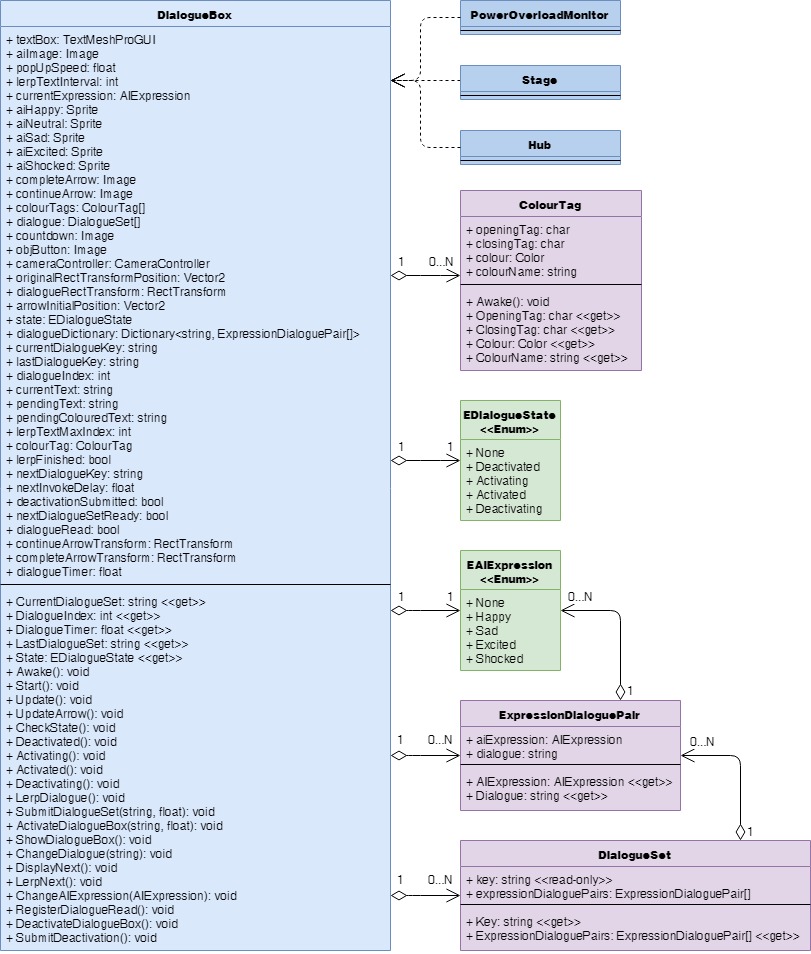 DialogueBox
+ textBox: TextMeshProGUI
+ aiImage: Image
+ popUpSpeed: float
+ lerpTextInterval: int
+ currentExpression: AIExpression
+ aiHappy: Sprite
+ aiNeutral: Sprite
+ aiSad: Sprite
+ aiExcited: Sprite
+ aiShocked: Sprite
+ completeArrow: Image
+ continueArrow: Image
+ colourTags: ColourTag[]
+ dialogue: DialogueSet[]
+ countdown: Image
+ objButton: Image
+ cameraController: CameraController
+ originalRectTransformPosition: Vector2
+ dialogueRectTransform: RectTransform
+ arrowInitialPosition: Vector2
+ state: EDialogueState
+ dialogueDictionary: Dictionary<string, ExpressionDialoguePair[]>
+ currentDialogueKey: string
+ lastDialogueKey: string
+ dialogueIndex: int
+ currentText: string
+ pendingText: string
+ pendingColouredText: string
+ lerpTextMaxIndex: int
+ colourTag: ColourTag
+ lerpFinished: bool
+ nextDialogueKey: string
+ nextInvokeDelay: float
+ deactivationSubmitted: bool
+ nextDialogueSetReady: bool
+ dialogueRead: bool
+ continueArrowTransform: RectTransform
+ completeArrowTransform: RectTransform
+ dialogueTimer: float
+ CurrentDialogueSet: string <<get>>
+ DialogueIndex: int <<get>>
+ DialogueTimer: float <<get>>
+ LastDialogueSet: string <<get>>
+ State: EDialogueState <<get>>
+ Awake(): void
+ Start(): void
+ Update(): void
+ UpdateArrow(): void
+ CheckState(): void
+ Deactivated(): void
+ Activating(): void
+ Activated(): void
+ Deactivating(): void
+ LerpDialogue(): void
+ SubmitDialogueSet(string, float): void
+ ActivateDialogueBox(string, float): void
+ ShowDialogueBox(): void
+ ChangeDialogue(string): void
+ DisplayNext(): void
+ LerpNext(): void
+ ChangeAIExpression(AIExpression): void
+ RegisterDialogueRead(): void
+ DeactivateDialogueBox(): void
+ SubmitDeactivation(): void
PowerOverloadMonitor
Stage
Hub
1 0...N
ColourTag
+ openingTag: char
+ closingTag: char
+ colour: Color
+ colourName: string
+ Awake(): void
+ OpeningTag: char <<get>>
+ ClosingTag: char <<get>>
+ Colour: Color <<get>>
+ ColourName: string <<get>>
1 1
EDialogueState
<<Enum>>
+ None
+ Deactivated
+ Activating
+ Activated
+ Deactivating
1 1
EAIExpression
<<Enum>>
+ None
+ Happy
+ Sad
+ Excited
+ Shocked
0...N
1
1 0...N
ExpressionDialoguePair
+ aiExpression: AIExpression
+ dialogue: string
+ AIExpression: AIExpression <<get>>
+ Dialogue: string <<get>>
0...N
1
1 0...N
DialogueSet
+ key: string <<read-only>>
+ expressionDialoguePairs: ExpressionDialoguePair[]
+ Key: string <<get>>
+ ExpressionDialoguePairs: ExpressionDialoguePair[] <<get>>